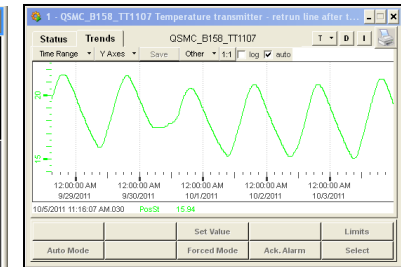 1 - QSMC_B158_TT1107 Temperature transmitter - retrun line after t...
Status Trends QSMC_B158_TT1107 T D I
Time Range Y Axes Save Other 1:1 log auto
20
15
12:00:00 AM 12:00:00 AM 12:00:00 AM 12:00:00 AM 12:00:00 AM
9/29/2011 9/30/2011 10/1/2011 10/2/2011 10/3/2011
10/5/2011 11:16:07 AM.030 PosSt 15.94
Set Value Limits
Auto Mode Forced Mode Ack. Alarm Select